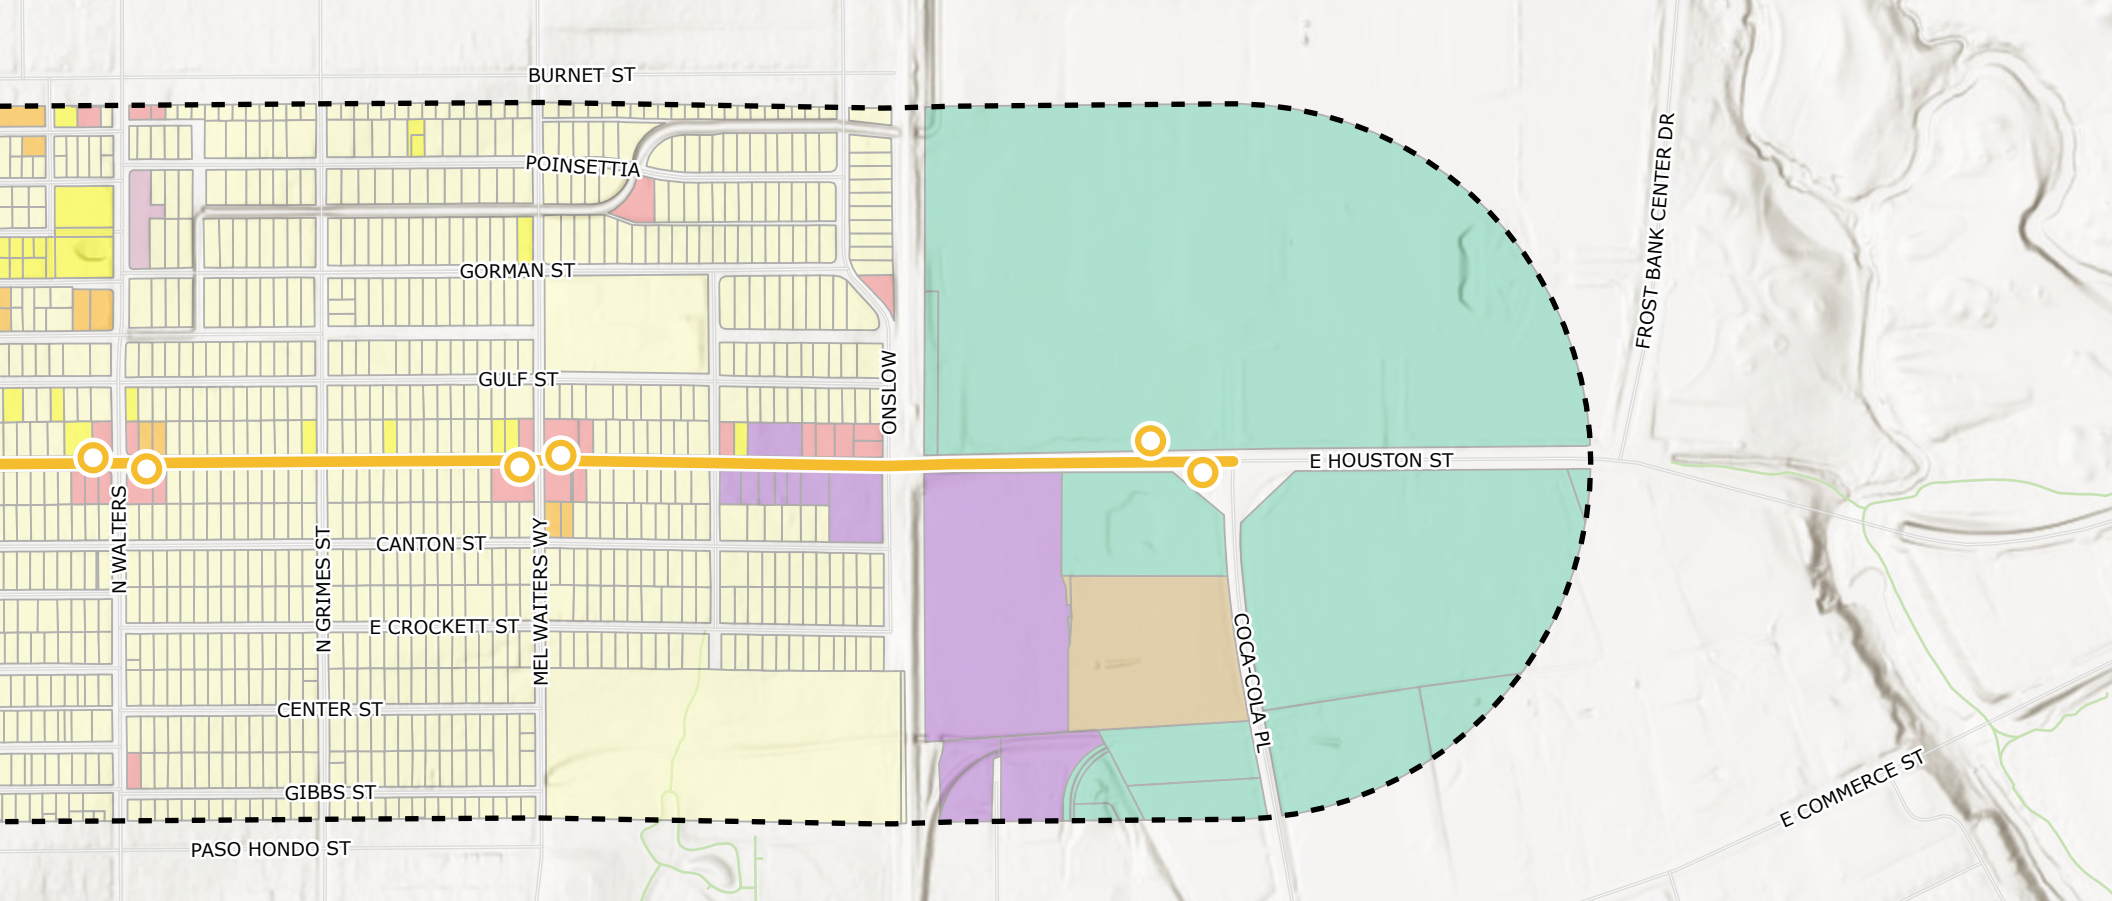 BURNET ST
POINSETTIA
FROST BANK CENTER DR
GORMAN ST
GULF ST
ONSLOW
E HOUSTON ST
N WALTERS
N GRIMES ST
CANTON ST
MEL WAITERS WY
E CROCKETT ST
COCA-COLA PL
CENTER ST
GIBBS ST
E COMMERCE ST
PASO HONDO ST